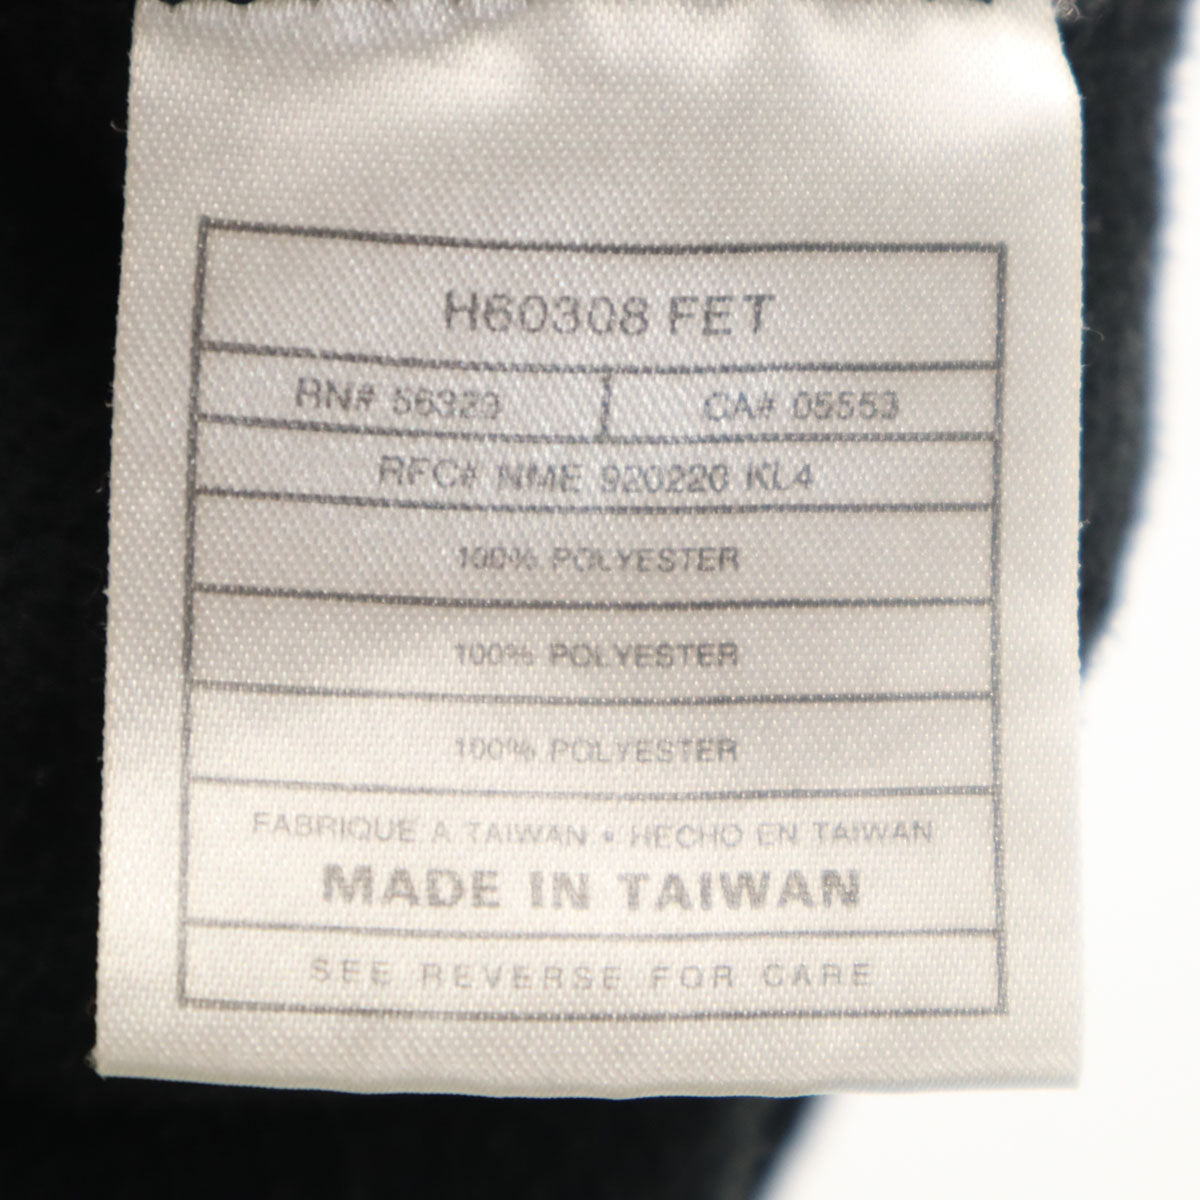 H60308 FET
RN# 56323 CA# 05553
RFC# NME 920220 KL4
100% POLYESTER
100% POLYESTER
100% POLYESTER
FABRIQUE A TAIWAN • HECHO EN TAIWAN
MADE IN TAIWAN
SEE REVERSE FOR CARE